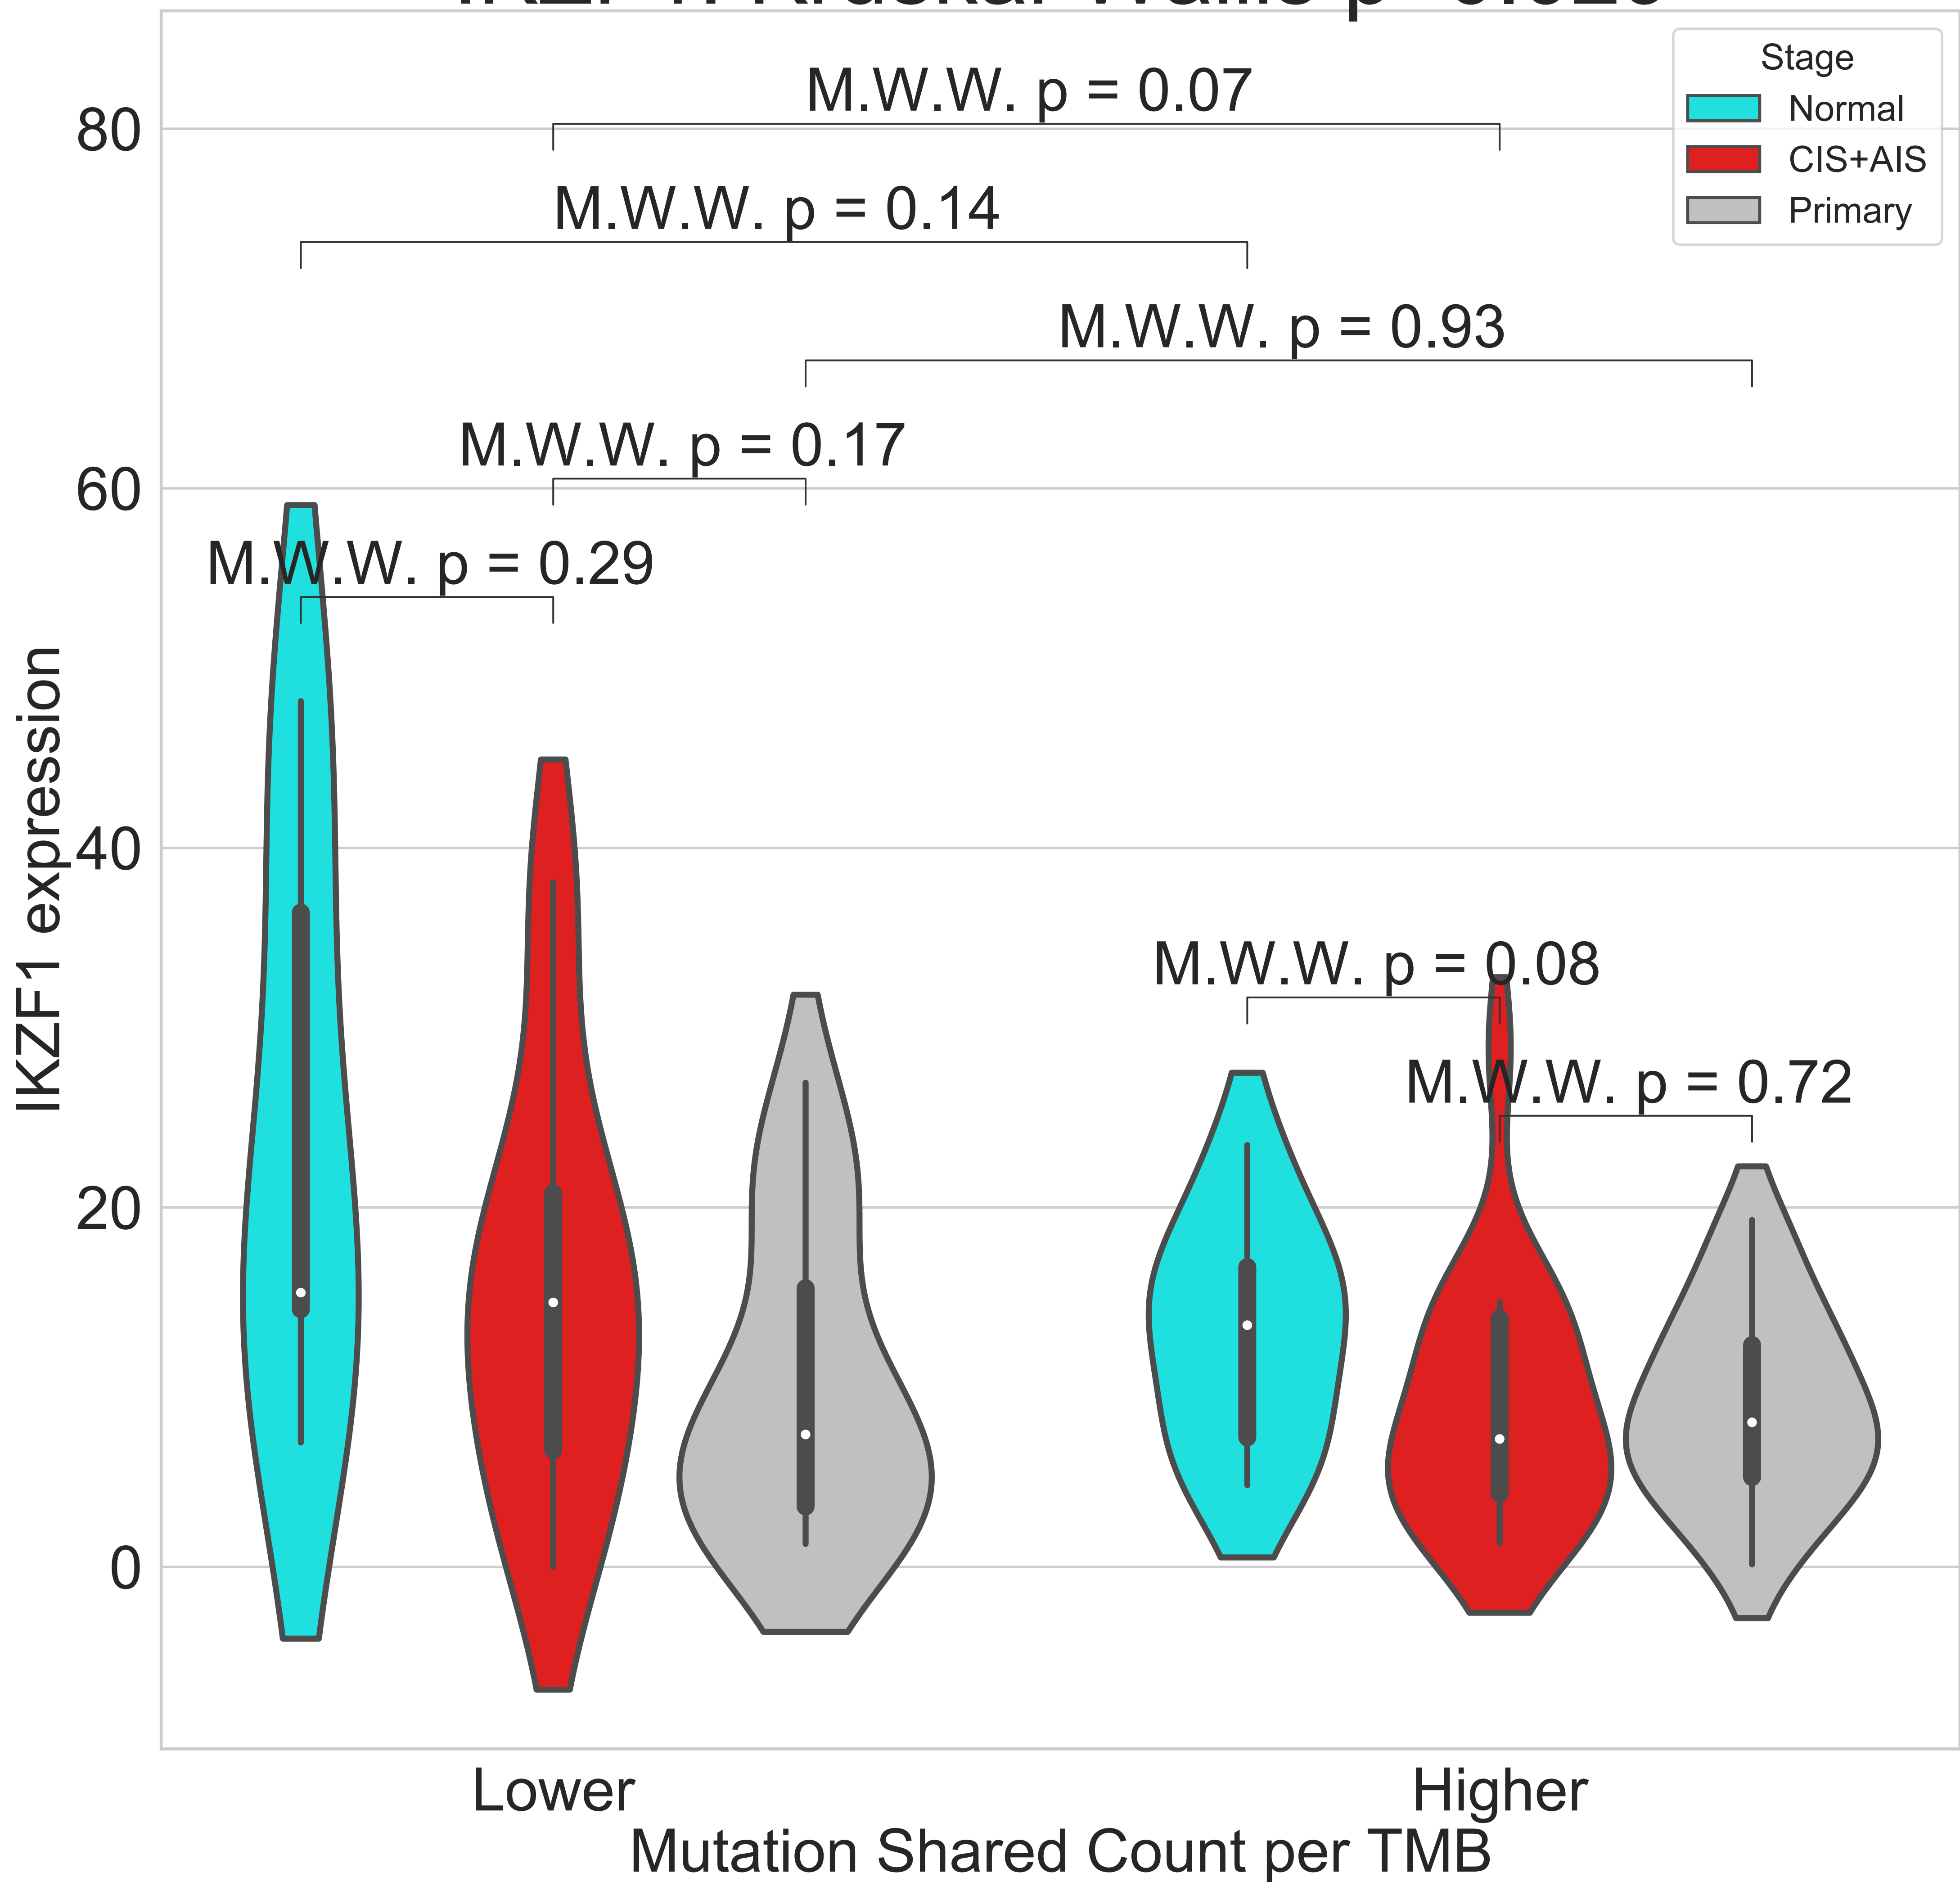 M.W.W. p = 0.07
M.W.W. p = 0.14
M.W.W. p = 0.93
M.W.W. p = 0.17
M.W.W. p = 0.29
M.W.W. p = 0.08
M.W.W. p = 0.72
Stage
Normal
CIS+AIS
Primary
80
60
40
20
0
IKZF1 expression
Lower
Higher
Mutation Shared Count per TMB